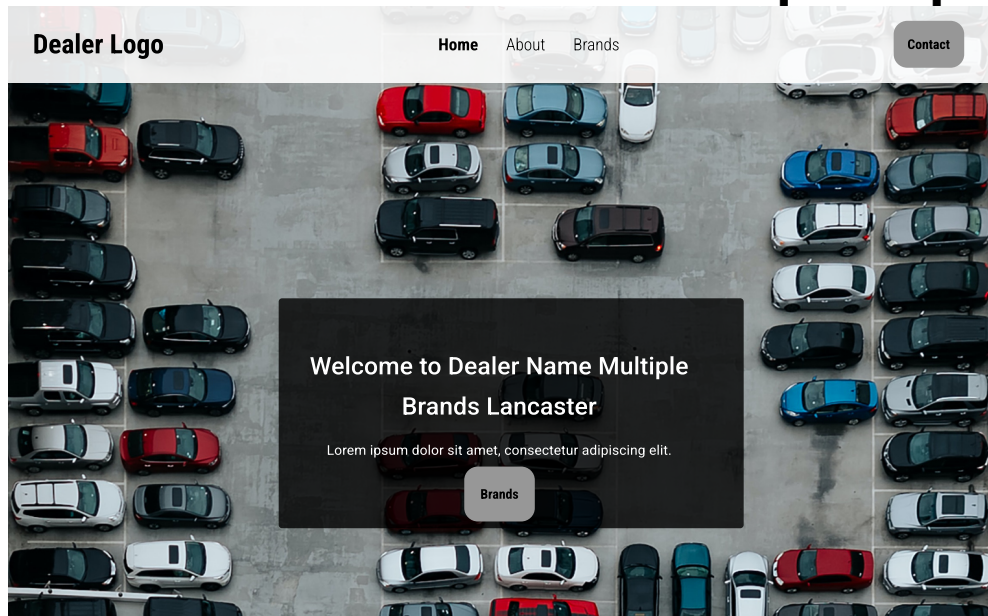 Dealer Logo
Home About Brands
Contact
Welcome to Dealer Name Multiple
Brands Lancaster
Lorem ipsum dolor sit amet, consectetur adipiscing elit.
Brands